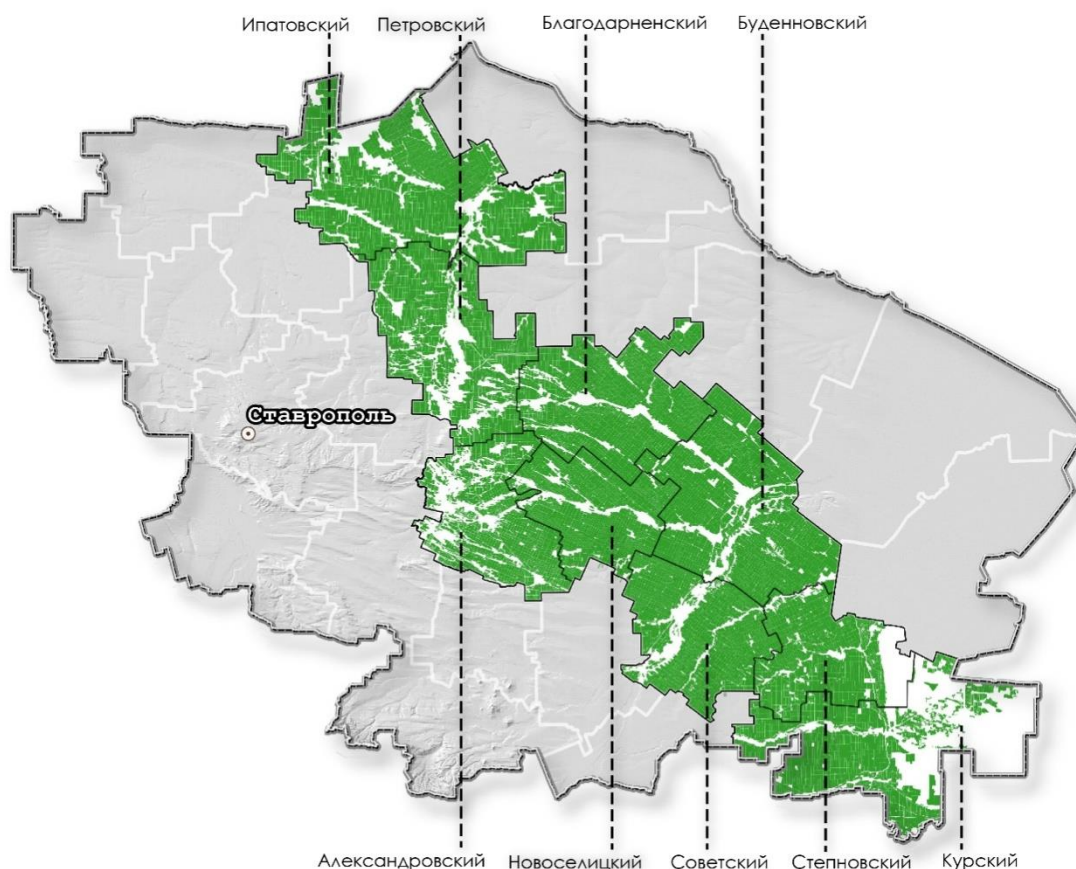 Ипатовский Петровский Благодарненский Буденновский
Ставрополь
Александровский Новоселицкий Советский Степновский Курский